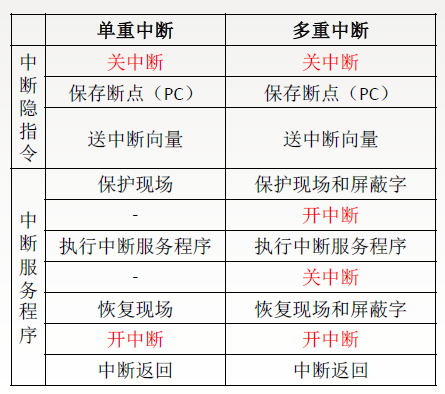 单重中断 多重中断
中断隐指令
关中断 关中断
保存断点（PC） 保存断点（PC）
送中断向量 送中断向量
中断服务程序
保护现场 保护现场和屏蔽字
- 开中断
执行中断服务程序 执行中断服务程序
- 关中断
恢复现场 恢复现场和屏蔽字
开中断 开中断
中断返回 中断返回